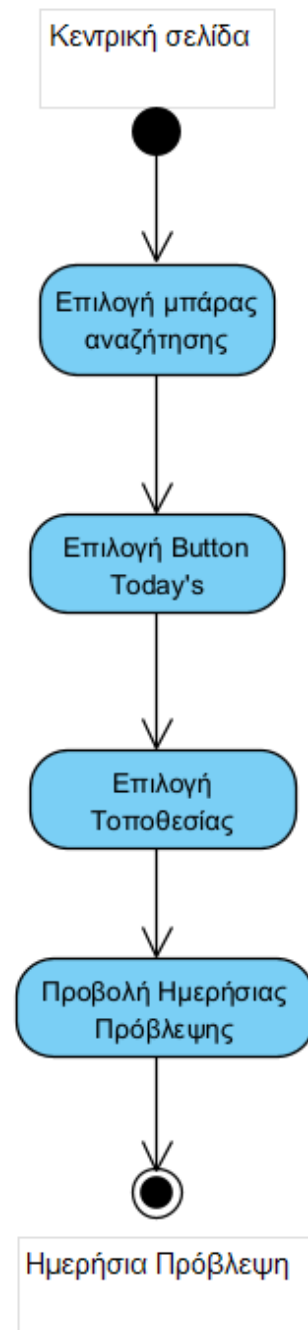 Κεντρική σελίδα
Επιλογή μπάρας
αναζήτησης
Επιλογή Button
Today's
Επιλογή
Τοποθεσίας
Προβολή Ημερήσιας
Πρόβλεψης
Ημερήσια Πρόβλεψη